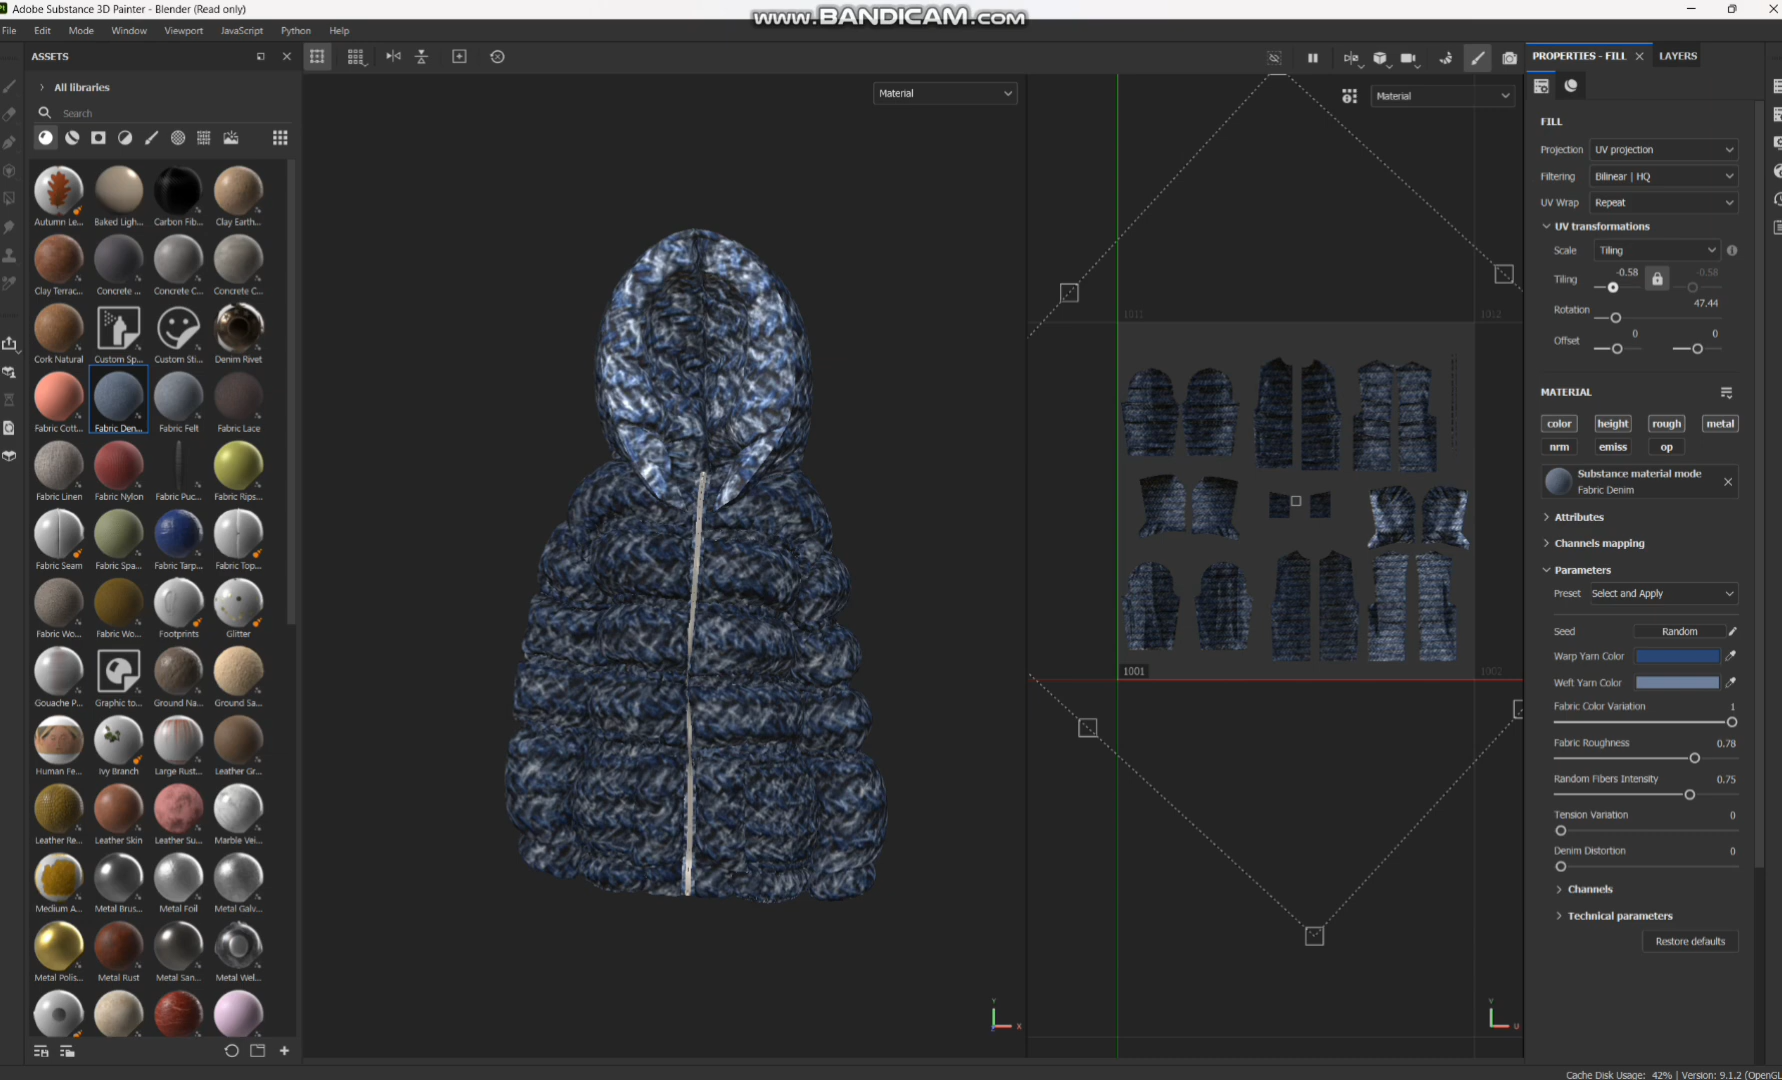 Adobe Substance 3D Painter - Blender (Read only)
www.BANDICAM.com
File Edit Mode Window Viewport JavaScript Python Help
ASSETS
All libraries
Search
Autumn Le... Baked Ligh... Carbon Fib... Clay Earth...
Clay Terrac... Concrete ... Concrete C... Concrete C...
Cork Natural Custom Sp... Custom Sti... Denim Rivet
Fabric Cott... Fabric Den... Fabric Felt Fabric Lace
Fabric Linen Fabric Nylon Fabric Puc... Fabric Rips...
Fabric Seam Fabric Spa... Fabric Tarp... Fabric Top...
Fabric Wo... Fabric Wo... Footprints Glitter
Gouache P... Graphic to... Ground Na... Ground Sa...
Human Fe... Ivy Branch Large Rust... Leather Gr...
Leather Re... Leather Skin Leather Su... Marble Vei...
Medium A... Metal Brus... Metal Foil Metal Galv...
Metal Polis... Metal Rust Metal San... Metal Wel...
Material
Y
X
Material
1011 1012
1001 1002
V
U
PROPERTIES - FILL LAYERS
FILL
Projection UV projection
Filtering Bilinear | HQ
UV Wrap Repeat
UV transformations
Scale Tiling
Tiling -0.58 -0.58
Rotation 47.44
Offset 0 0
MATERIAL
color height rough metal
nrm emiss op
Substance material mode
Fabric Denim
Attributes
Channels mapping
Parameters
Preset Select and Apply
Seed Random
Warp Yarn Color
Weft Yarn Color
Fabric Color Variation 1
Fabric Roughness 0.78
Random Fibers Intensity 0.75
Tension Variation 0
Denim Distortion 0
Channels
Technical parameters
Restore defaults
Cache Disk Usage: 42% | Version: 9.1.2 (OpenGL